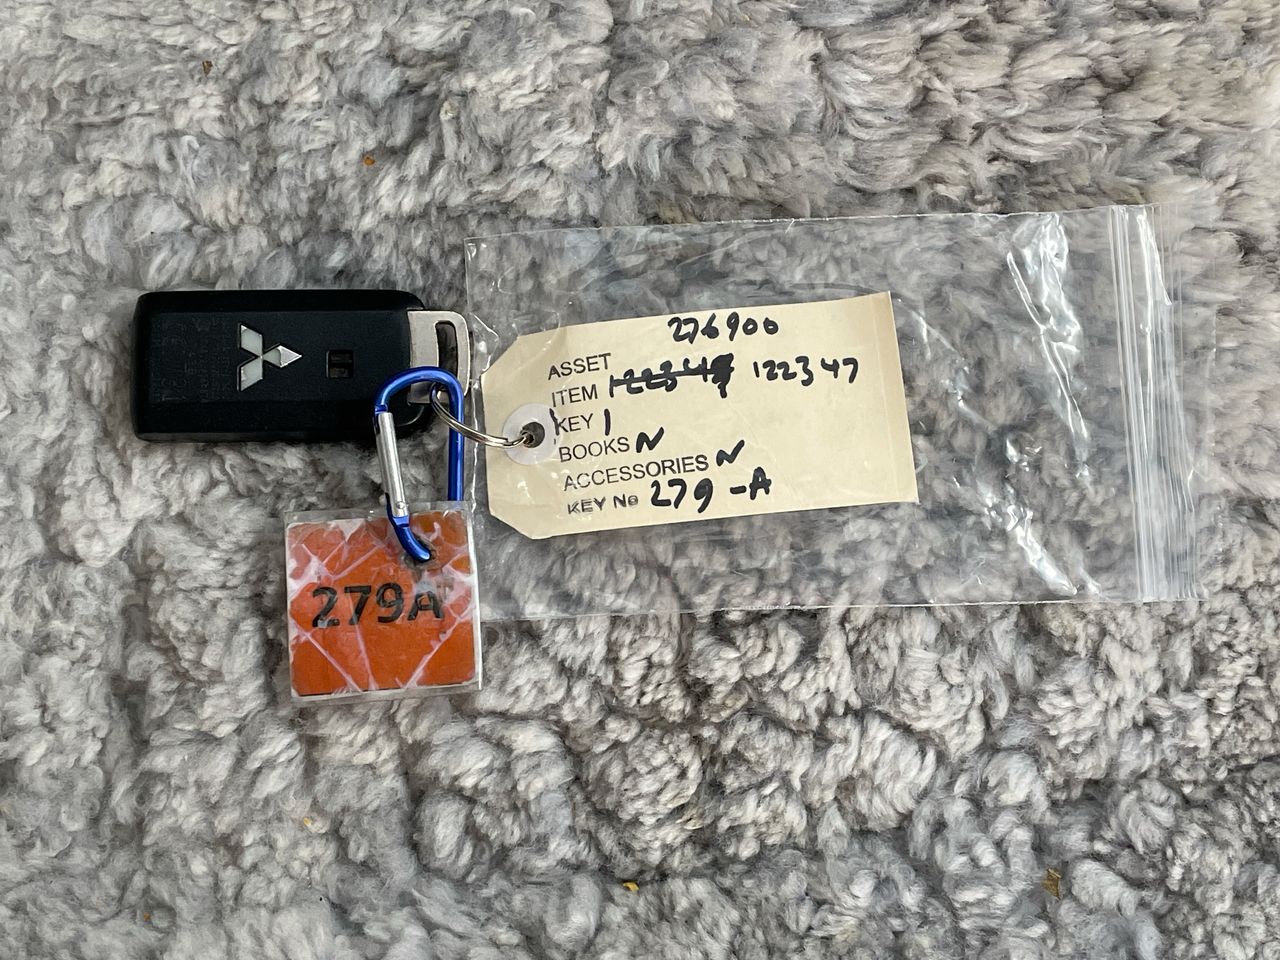 276900
ASSET
ITEM 122347
KEY 1
BOOKS N
ACCESSORIES N
KEY No 279-A
279A